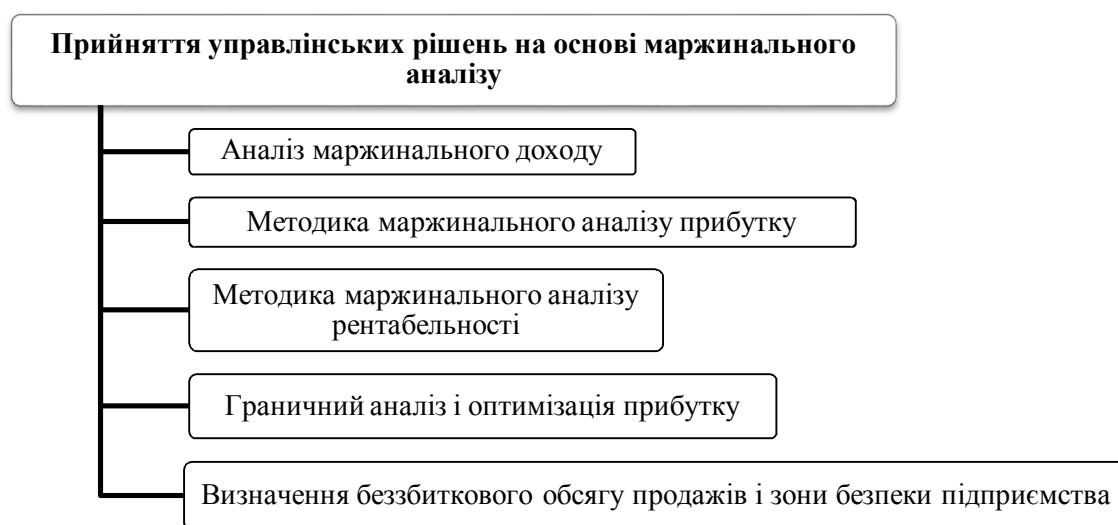 Прийняття управлінських рішень на основі маржинального
аналізу
Аналіз маржинального доходу
Методика маржинального аналізу прибутку
Методика маржинального аналізу
рентабельності
Граничний аналіз і оптимізація прибутку
Визначення беззбиткового обсягу продажів і зони безпеки підприємства